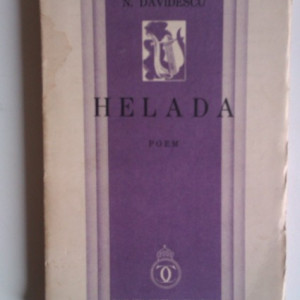 N. DAVIDESCU
HELADA
POEM